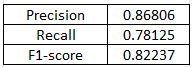 Precision 0.86806
Recall 0.78125
F1-score 0.82237